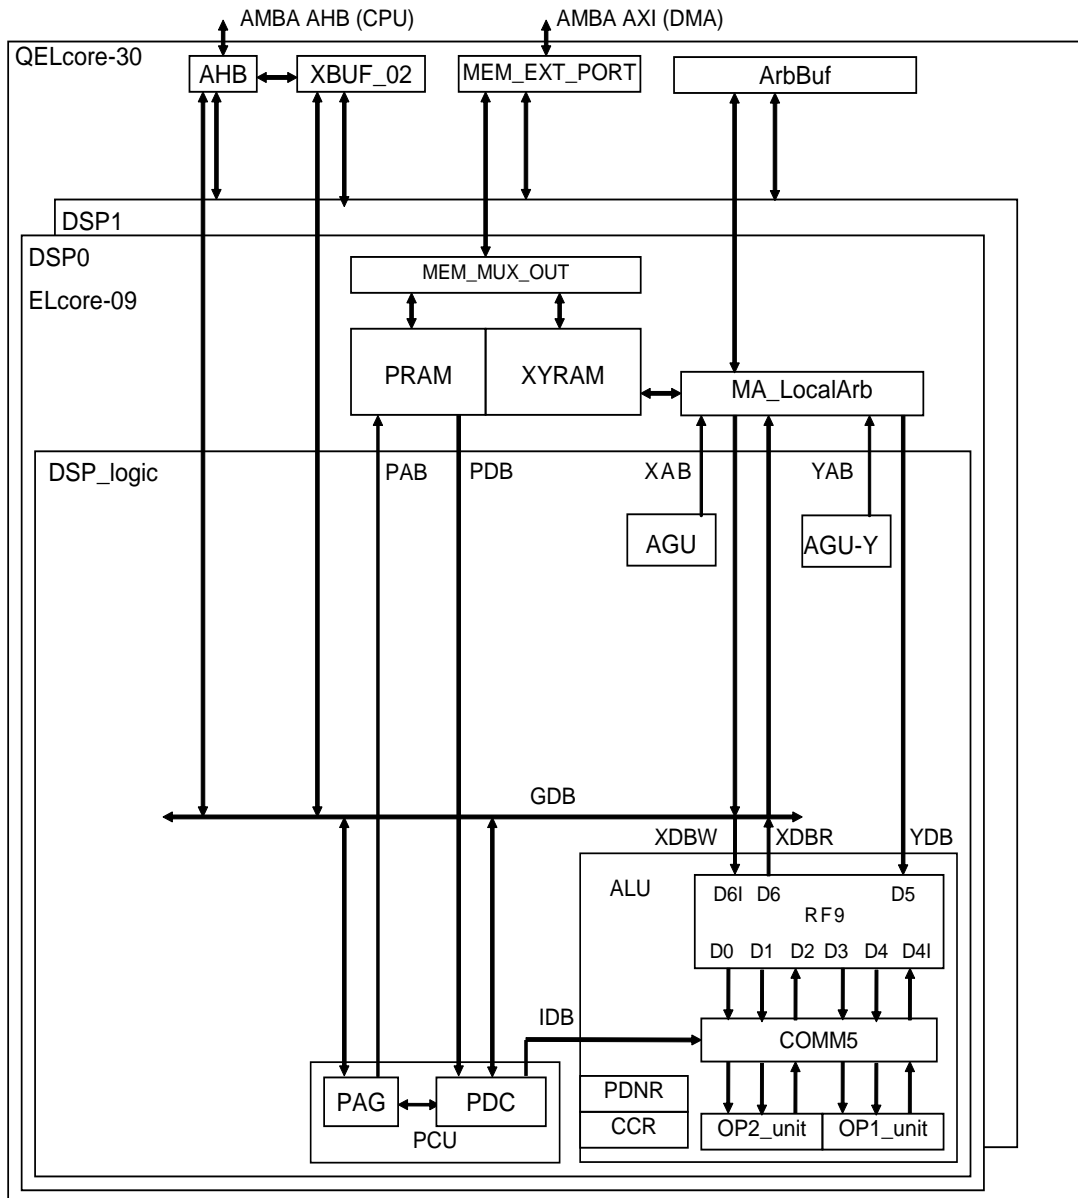 AMBA AHB (CPU)
AMBA AXI (DMA)
QELcore-30
AHB
XBUF_02
MEM_EXT_PORT
ArbBuf
DSP1
DSP0
ELcore-09
MEM_MUX_OUT
PRAM
XYRAM
MA_LocalArb
DSP_logic
PAB
PDB
XAB
YAB
AGU
AGU-Y
GDB
XDBW
XDBR
YDB
ALU
D6I
D6
D5
RF9
D0
D1
D2
D3
D4
D4I
IDB
COMM5
PAG
PDC
PCU
PDNR
CCR
OP2_unit
OP1_unit